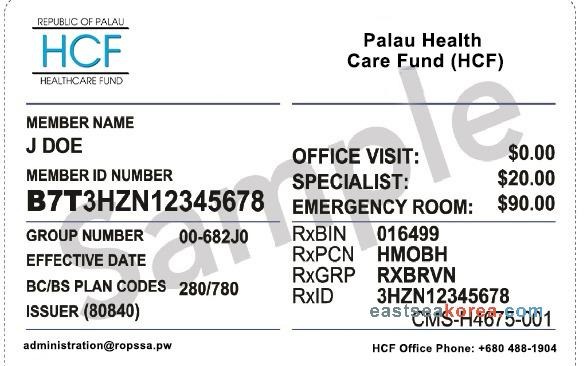 REPUBLIC OF PALAU
HCF
HEALTHCARE FUND
Palau Health
Care Fund (HCF)
MEMBER NAME
J DOE
MEMBER ID NUMBER
B7T3HZN12345678
GROUP NUMBER 00-682J0
EFFECTIVE DATE
BC/BS PLAN CODES 280/780
ISSUER (80840)
OFFICE VISIT: $0.00
SPECIALIST: $20.00
EMERGENCY ROOM: $90.00
RxBIN 016499
RxPCN HMOBH
RxGRP RXBRVN
RxID 3HZN12345678
eastseakorea.com
CMS-H4675-001
Sample
administration@ropssa.pw
HCF Office Phone: +680 488-1904